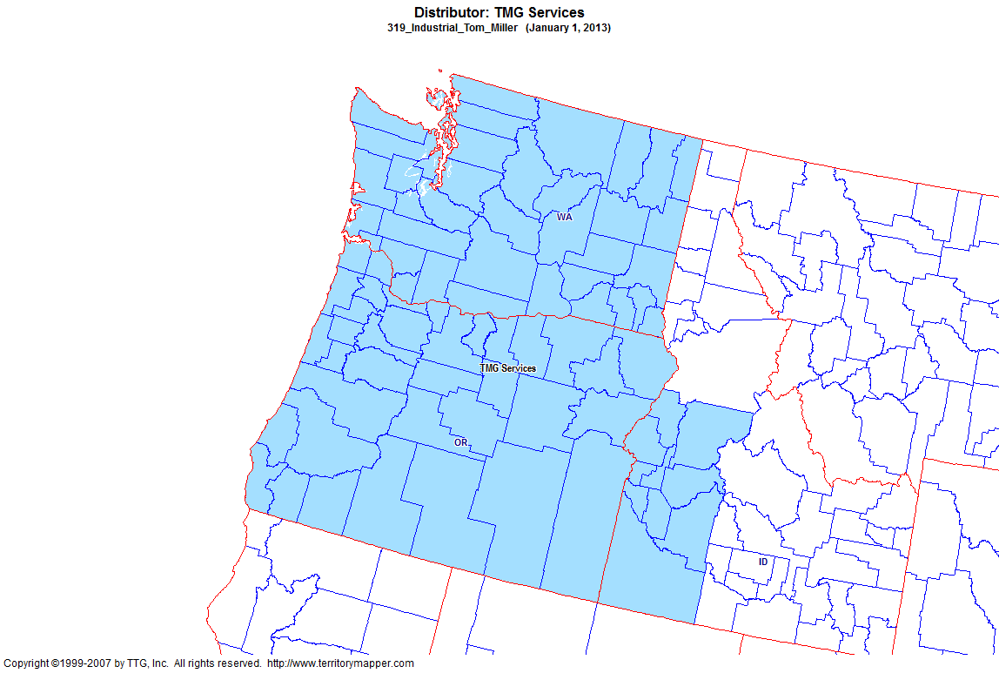 Distributor: TMG Services
319_Industrial_Tom_Miller (January 1, 2013)
WA
TMG Services
OR
ID
Copyright ©1999-2007 by TTG, Inc. All rights reserved. http://www.territorymapper.com